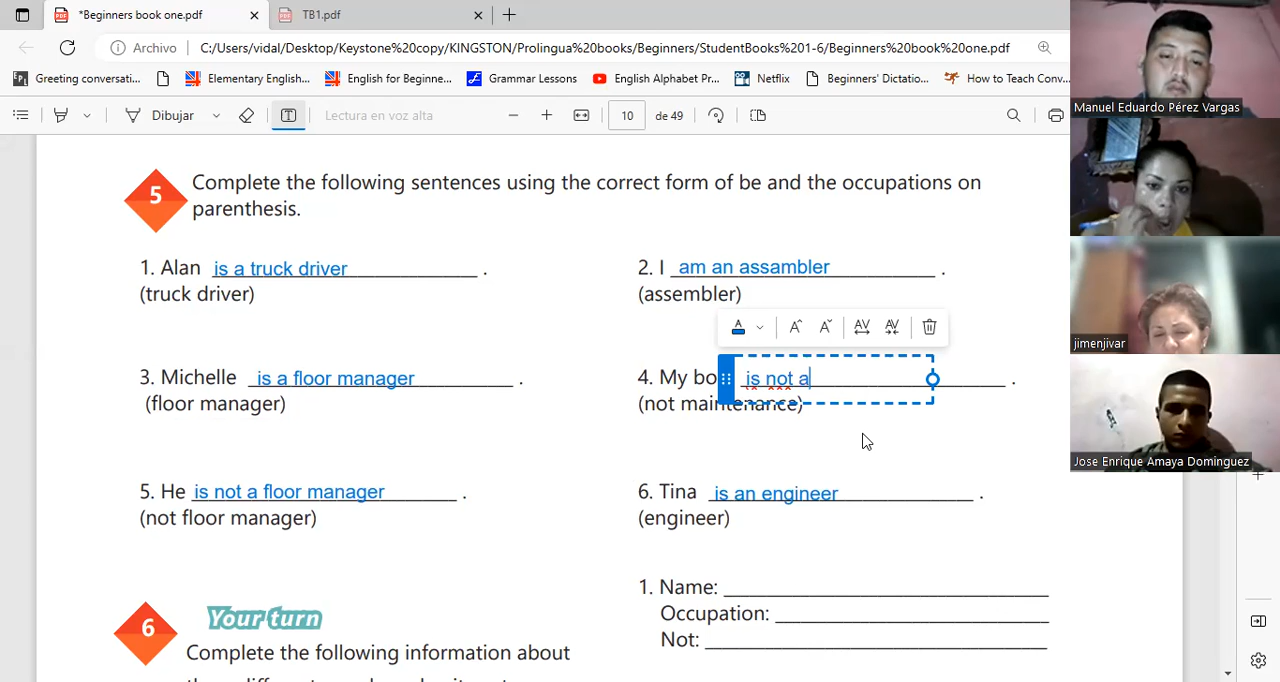 *Beginners book one.pdf
TB1.pdf
Archivo
C:/Users/vidal/Desktop/Keystone%20copy/KINGSTON/Prolingua%20books/Beginners/StudentBooks%201-6/Beginners%20book%20one.pdf
Greeting conversati...
Elementary English...
English for Beginne...
Grammar Lessons
English Alphabet Pr...
Netflix
Beginners' Dictatio...
How to Teach Conv...
Dibujar
Lectura en voz alta
10
de 49
5
Complete the following sentences using the correct form of be and the occupations on
parenthesis.
1. Alan is a truck driver .
(truck driver)
2. I am an assambler .
(assembler)
3. Michelle is a floor manager .
(floor manager)
4. My bo is not a .
(not maintenance)
5. He is not a floor manager .
(not floor manager)
6. Tina is an engineer .
(engineer)
6
Your turn
Complete the following information about
1. Name:
Occupation:
Not:
Manuel Eduardo Pérez Vargas
jimenjivar
Jose Enrique Amaya Dominguez